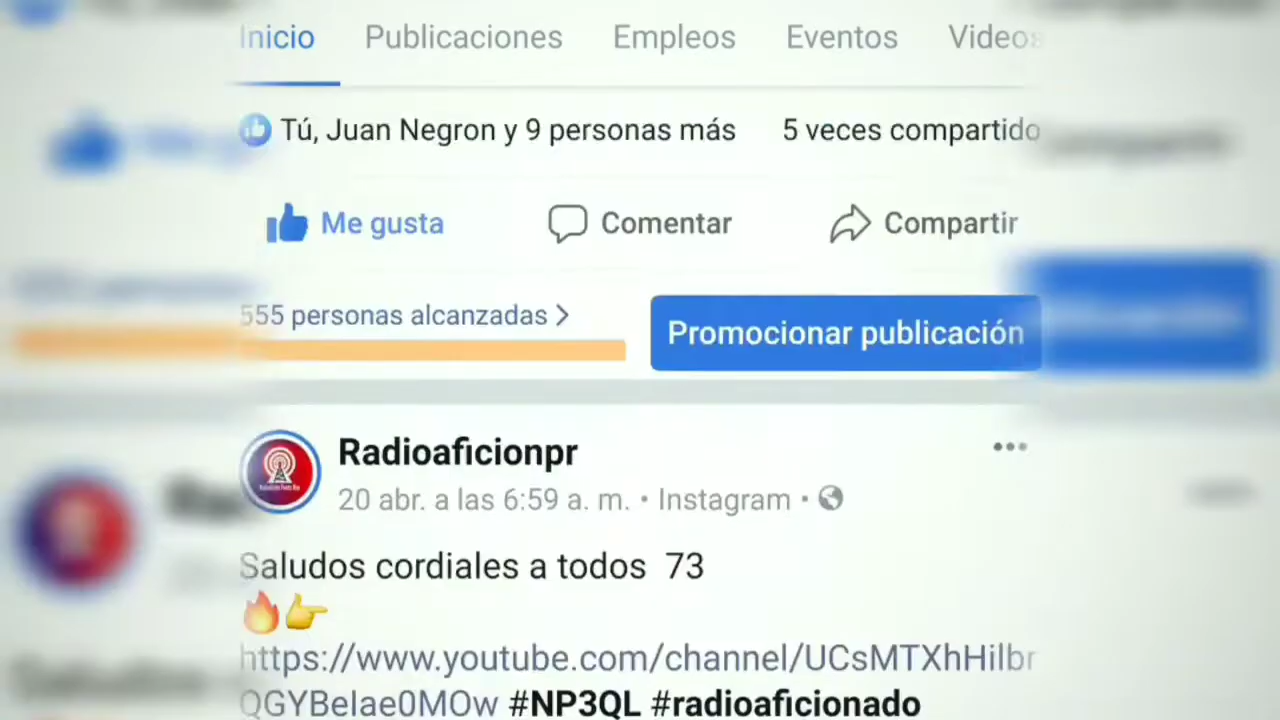 Inicio Publicaciones Empleos Eventos Videos
Tú, Juan Negron y 9 personas más 5 veces compartido
Me gusta Comentar Compartir
555 personas alcanzadas >
Promocionar publicación
Radioaficionpr
20 abr. a las 6:59 a. m. • Instagram •
Saludos cordiales a todos 73
🔥👉
https://www.youtube.com/channel/UCsMTXhHilbr
QGYBelae0MOw #NP3QL #radioaficionado